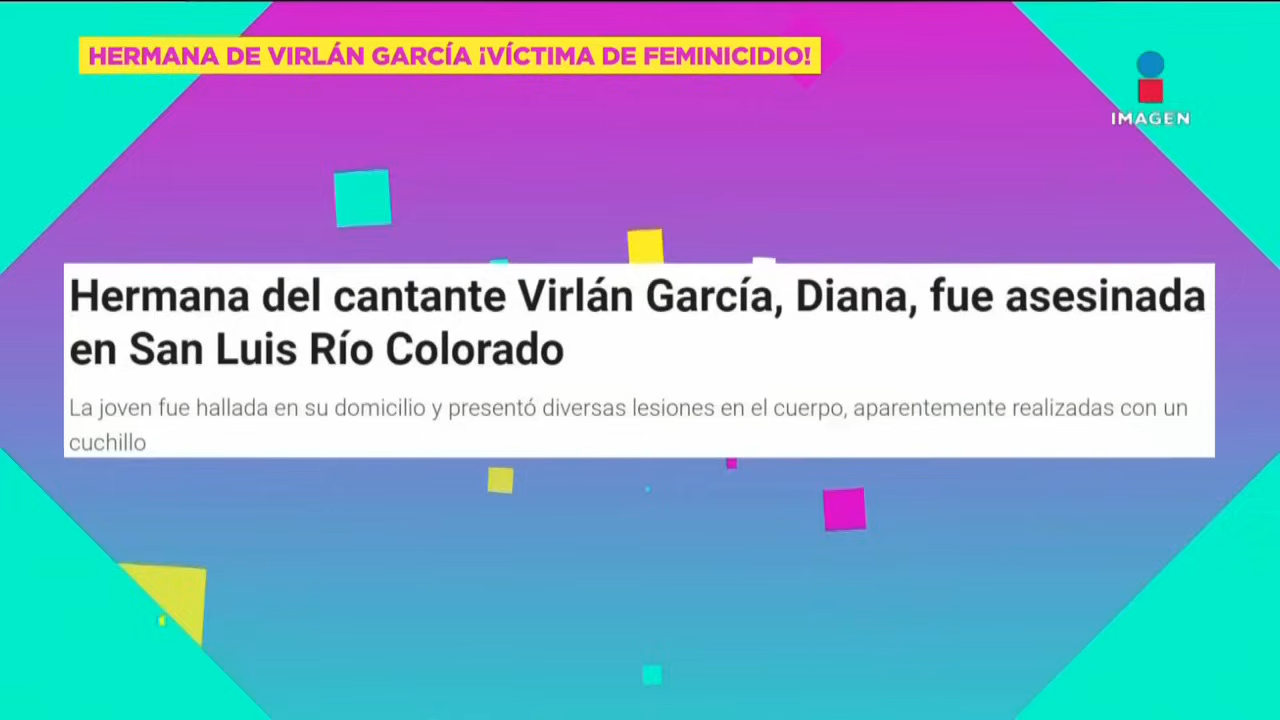 HERMANA DE VIRLÁN GARCÍA ¡VÍCTIMA DE FEMINICIDIO!
IMAGEN
Hermana del cantante Virlán García, Diana, fue asesinada
en San Luis Río Colorado
La joven fue hallada en su domicilio y presentó diversas lesiones en el cuerpo, aparentemente realizadas con un
cuchillo